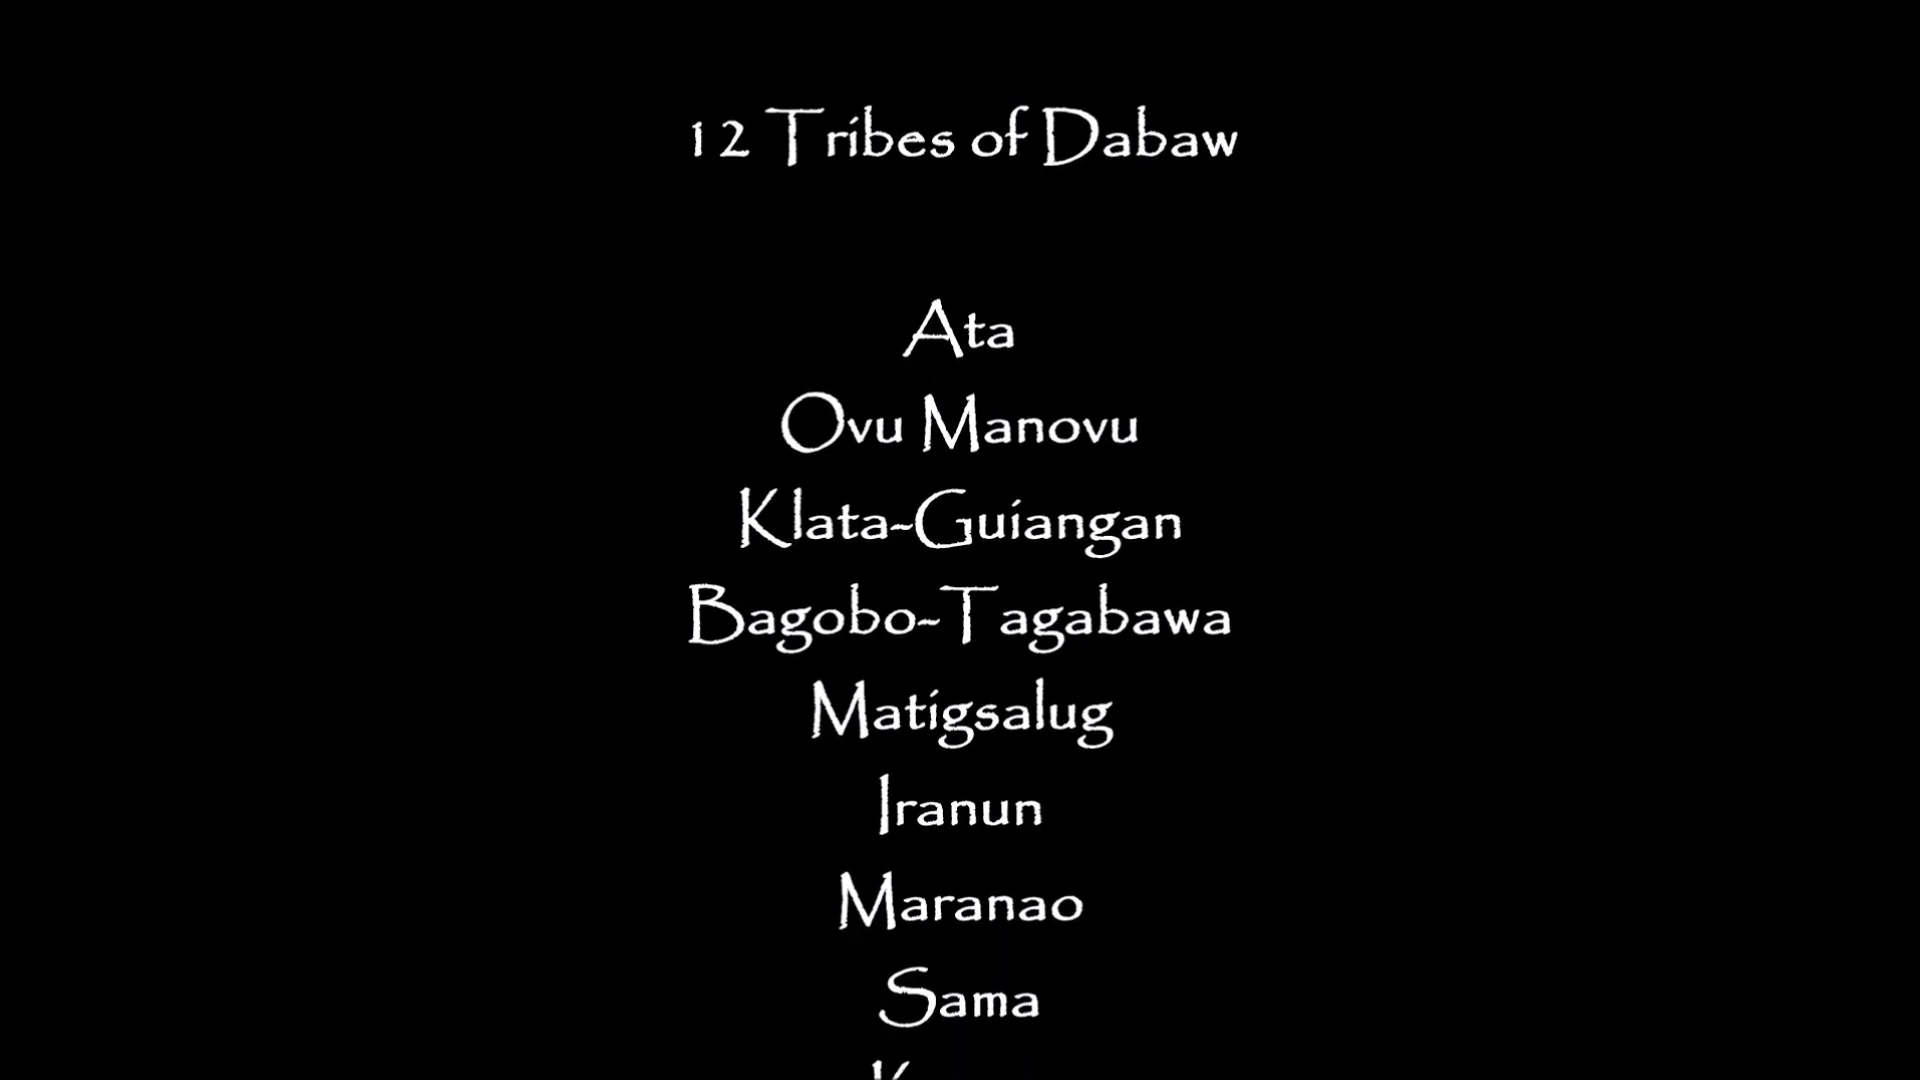 12 Tribes of Dabaw
Ata
Ovu Manovu
Klata-Guiangan
Bagobo-Tagabawa
Matigsalug
Iranun
Maranao
Sama